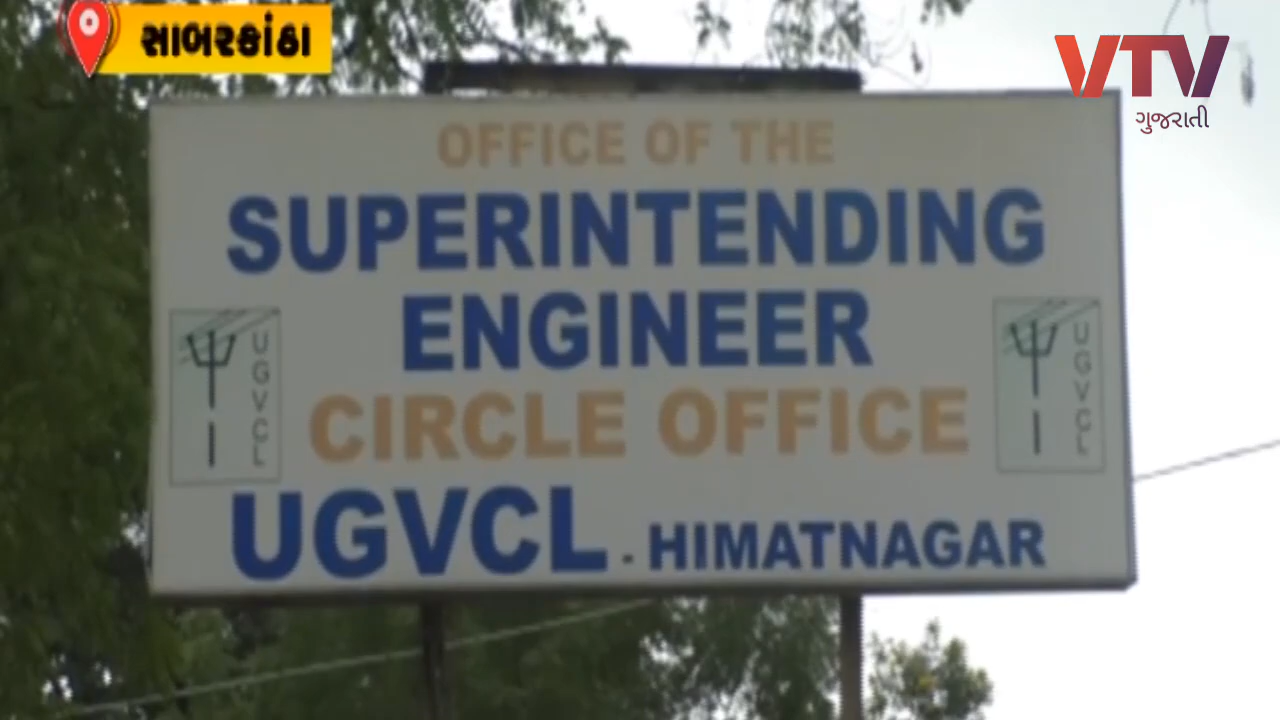 સાબરકાંઠા
VTV
ગુજરાતી
OFFICE OF THE
SUPERINTENDING
ENGINEER
CIRCLE OFFICE
UGVCL
UGVCL
UGVCL - HIMATNAGAR